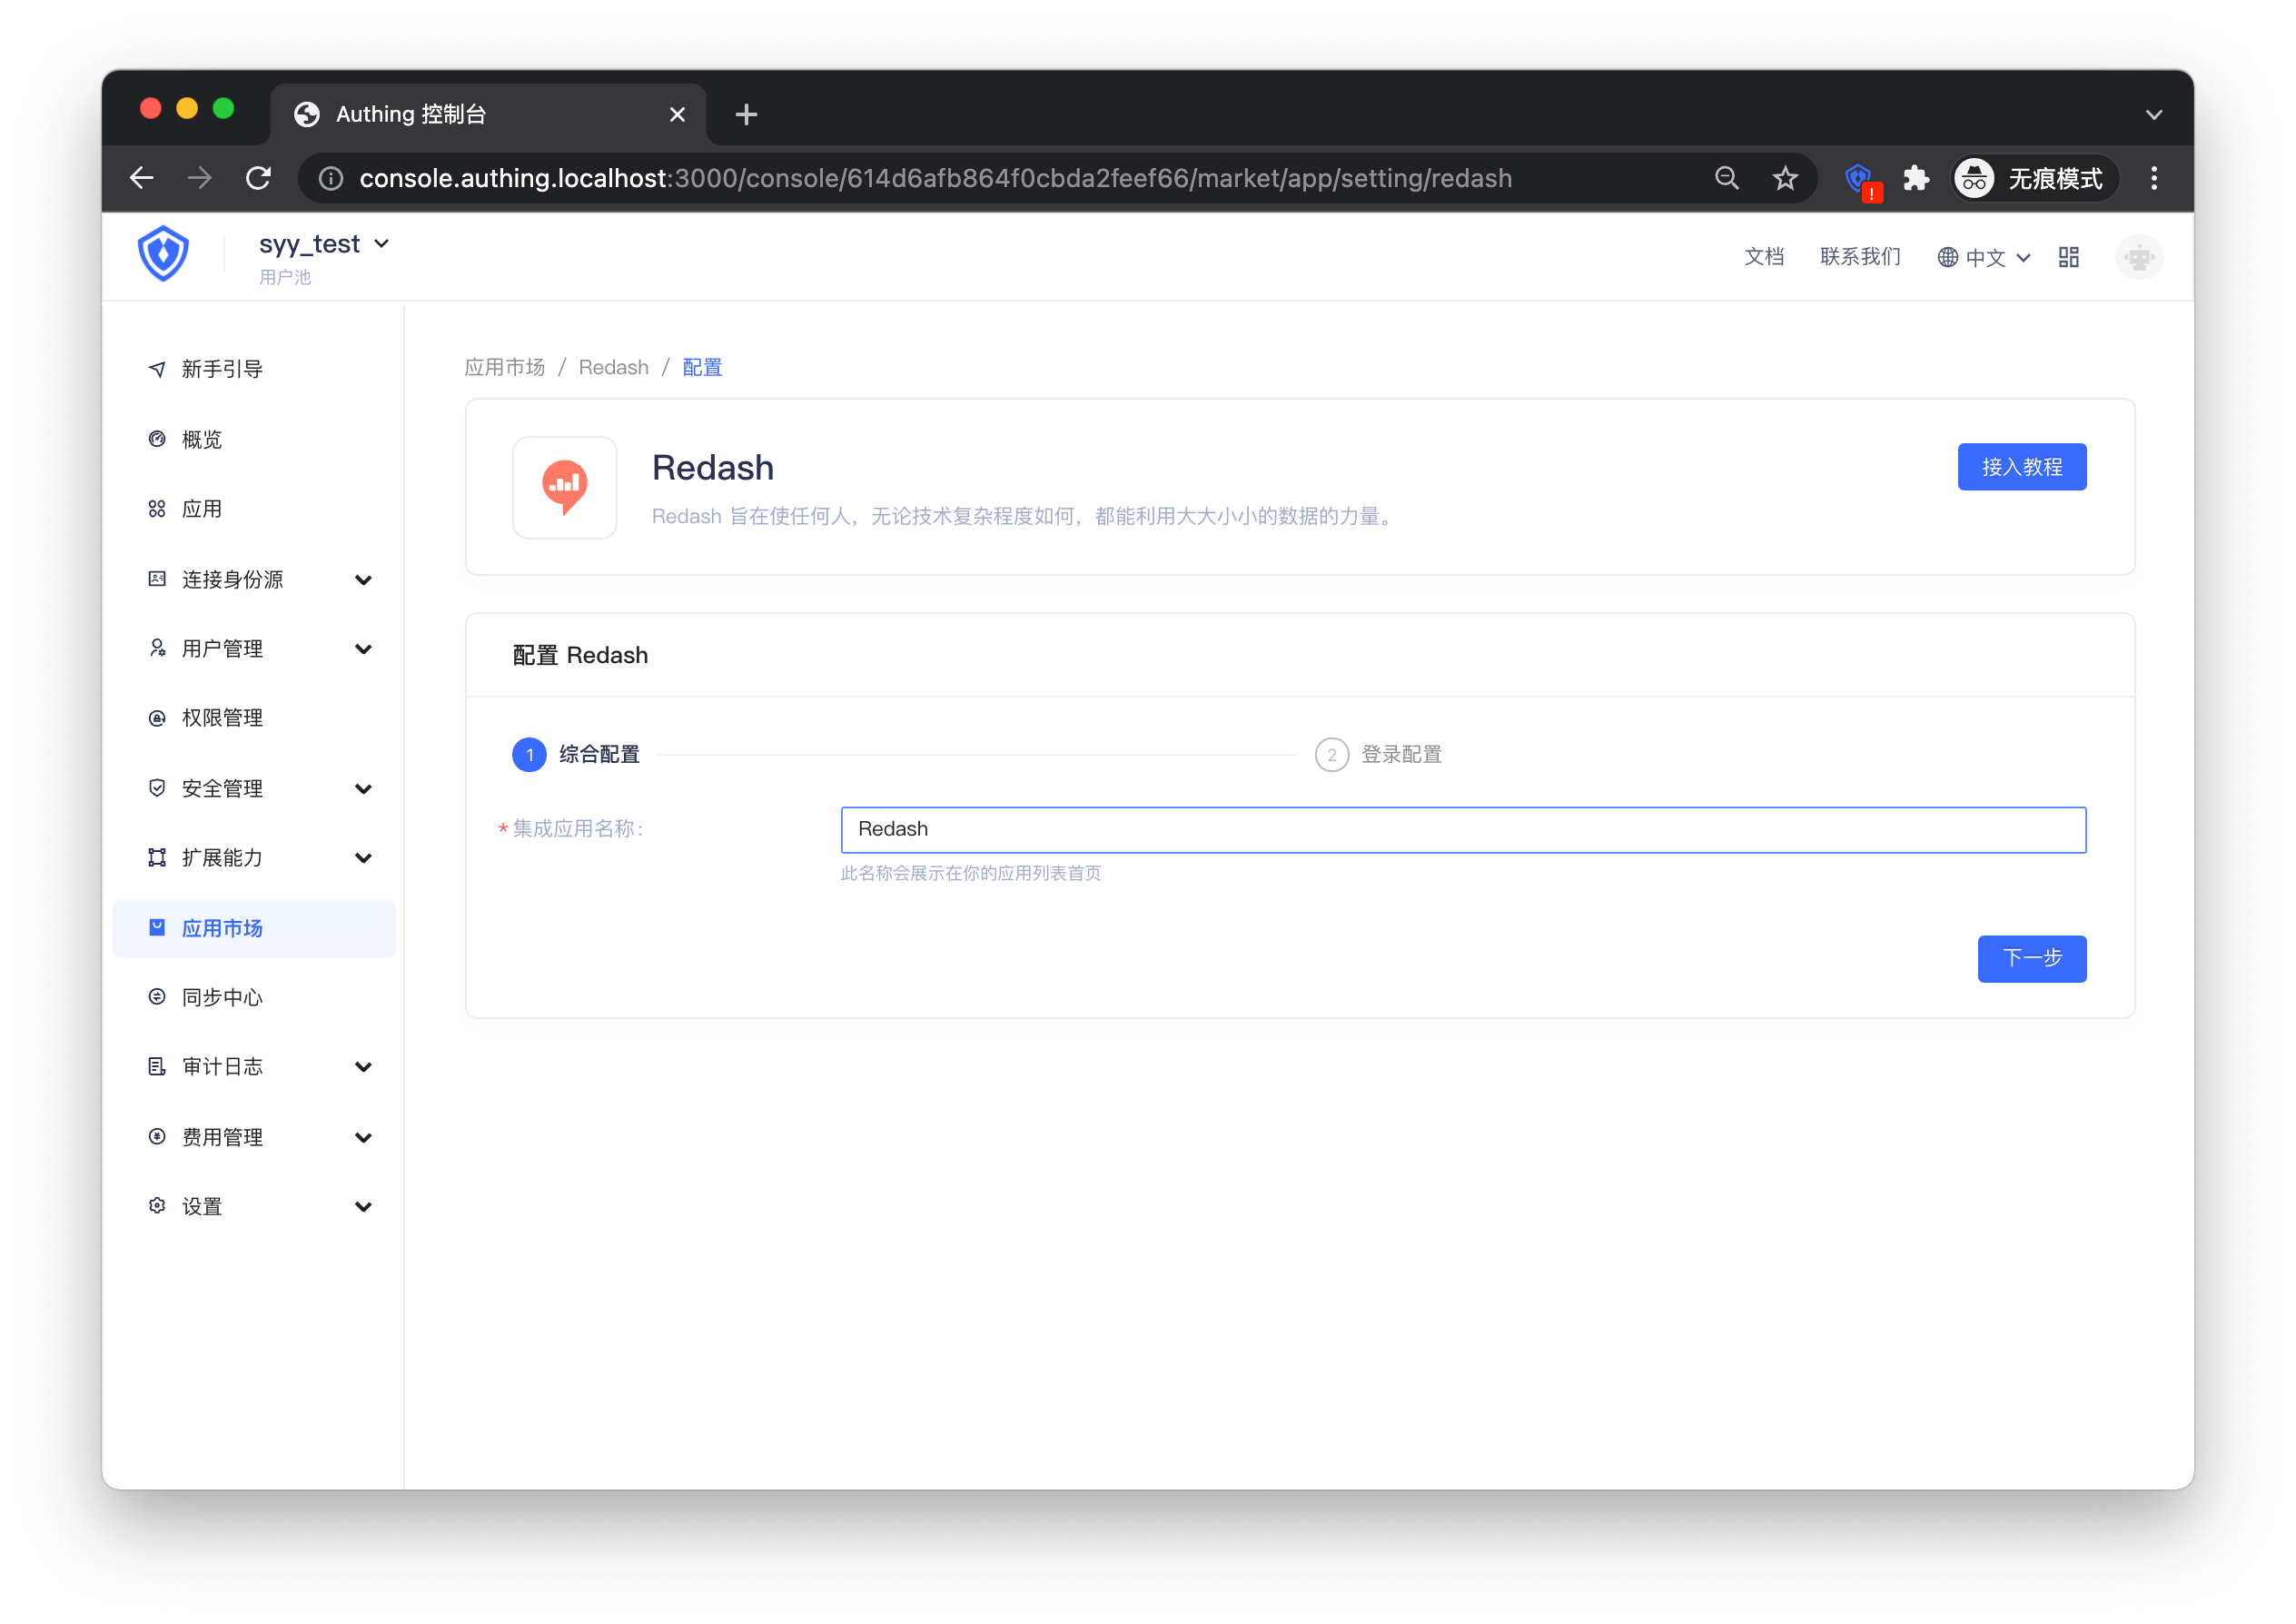 Authing 控制台
console.authing.localhost:3000/console/614d6afb864f0cbda2feef66/market/app/setting/redash
!
无痕模式
syy_test
用户池
文档
联系我们
中文
新手引导
概览
应用
连接身份源
用户管理
权限管理
安全管理
扩展能力
应用市场
同步中心
审计日志
费用管理
设置
应用市场 / Redash / 配置
Redash
Redash 旨在使任何人，无论技术复杂程度如何，都能利用大大小小的数据的力量。
接入教程
配置 Redash
1 综合配置
2 登录配置
* 集成应用名称:
Redash
此名称会展示在你的应用列表首页
下一步